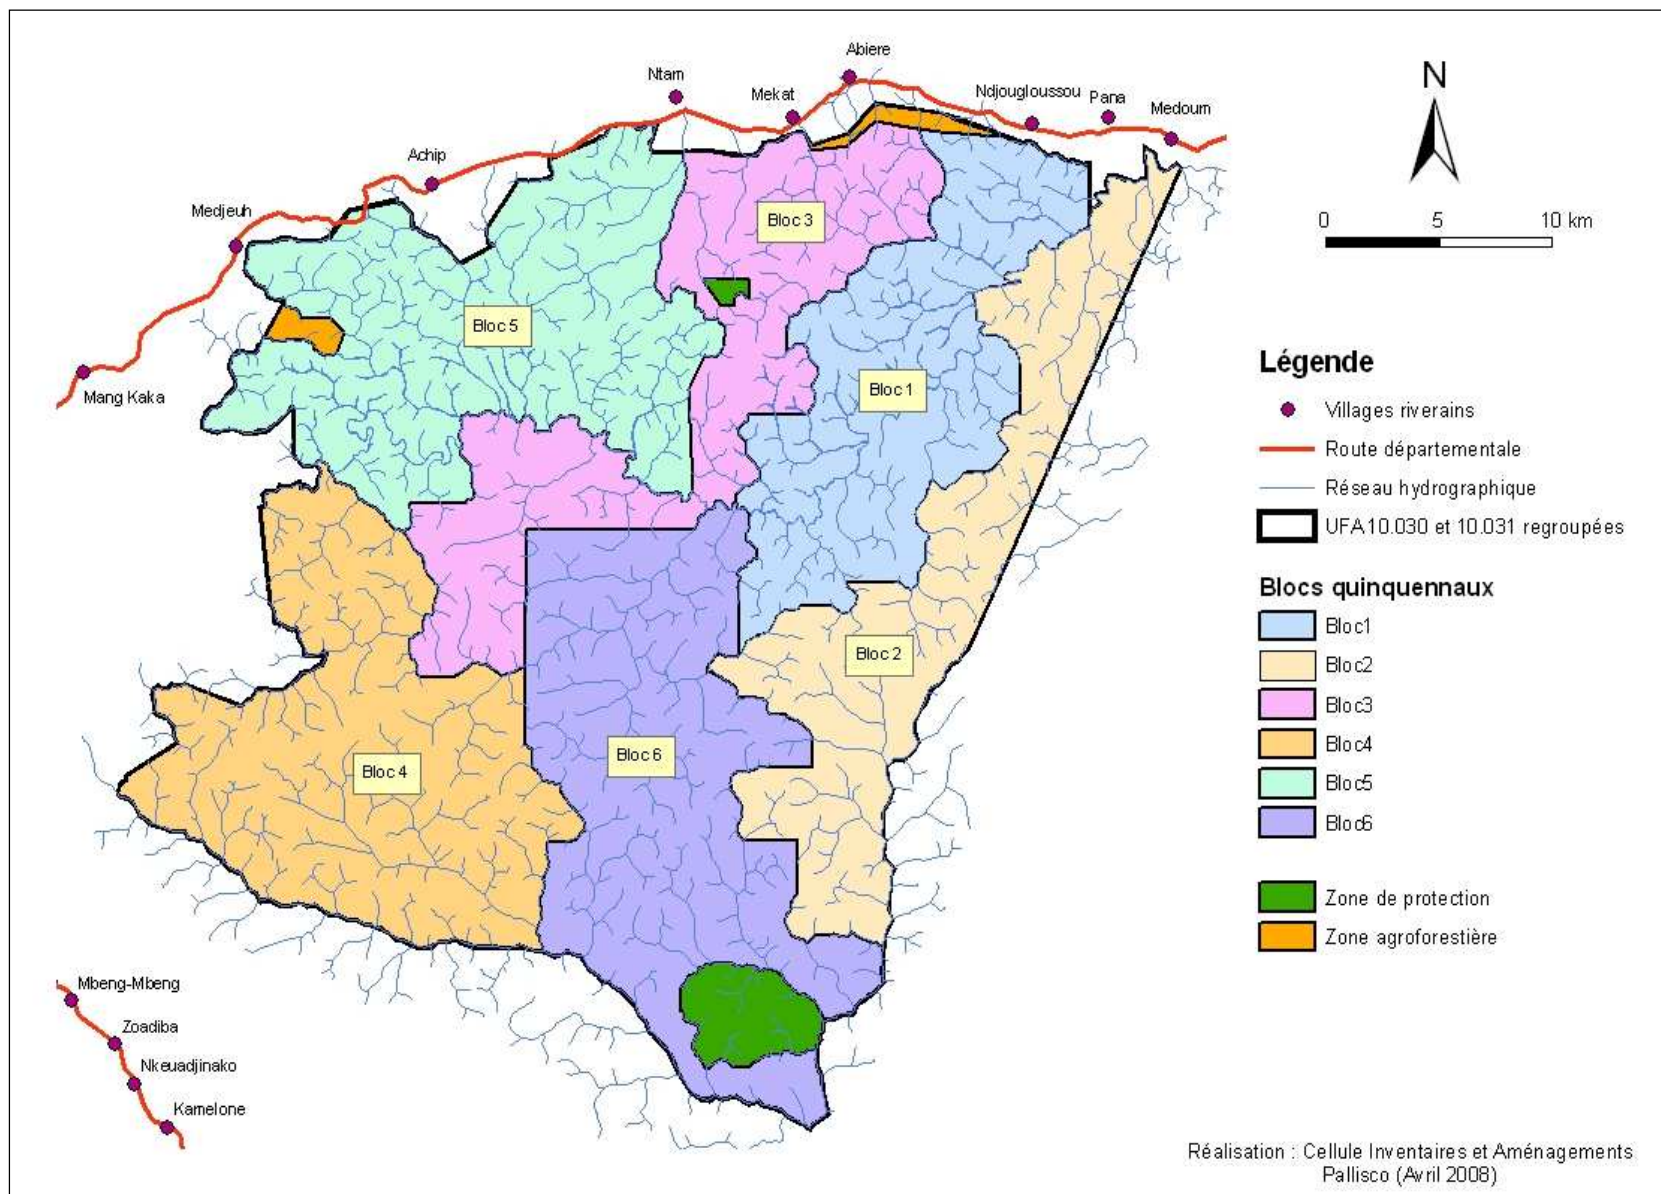 Abiere
Ntam
Mekat
Ndjougloussou
Pana
Medoum
Achip
Medjeuh
Mang Kaka
Bloc 3
Bloc 5
Bloc 1
Bloc 2
Bloc 6
Bloc 4
Mbeng-Mbeng
Zoadiba
Nkeuadjinako
Kamelone
N
0 5 10 km
Légende
Villages riverains
Route départementale
Réseau hydrographique
UFA10.030 et 10.031 regroupées
Blocs quinquennaux
Bloc1
Bloc2
Bloc3
Bloc4
Bloc5
Bloc6
Zone de protection
Zone agroforestière
Réalisation : Cellule Inventaires et Aménagements
Pallisco (Avril 2008)